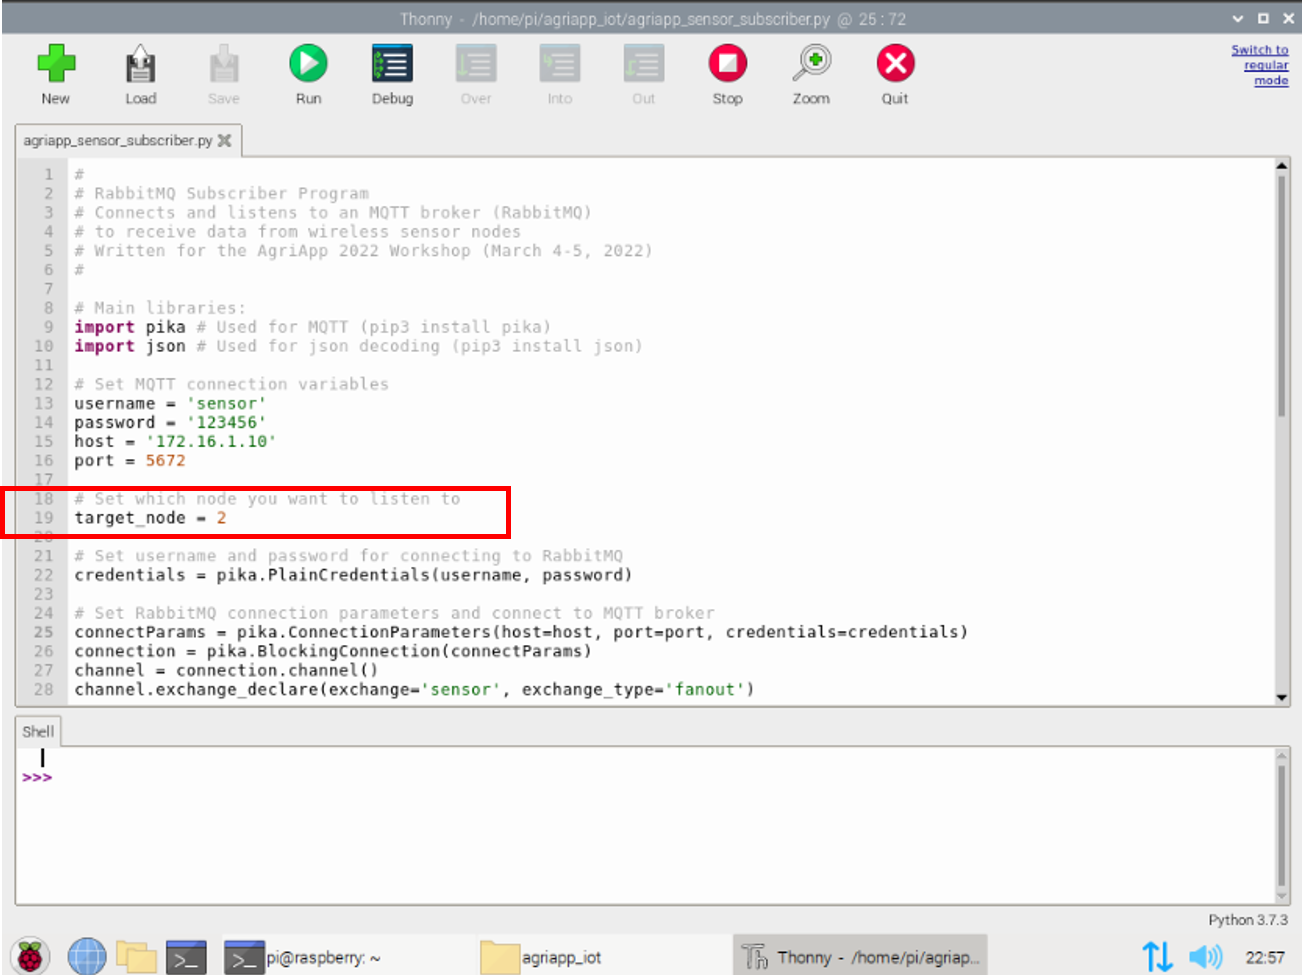 Thonny - /home/pi/agriapp_iot/agriapp_sensor_subscriber.py @ 25 : 72
New
Load
Save
Run
Debug
Over
Into
Out
Stop
Zoom
Quit
Switch to
regular
mode
agriapp_sensor_subscriber.py
1 #
2 # RabbitMQ Subscriber Program
3 # Connects and listens to an MQTT broker (RabbitMQ)
4 # to receive data from wireless sensor nodes
5 # Written for the AgriApp 2022 Workshop (March 4-5, 2022)
6 #
7
8 # Main libraries:
9 import pika # Used for MQTT (pip3 install pika)
10 import json # Used for json decoding (pip3 install json)
11
12 # Set MQTT connection variables
13 username = 'sensor'
14 password = '123456'
15 host = '172.16.1.10'
16 port = 5672
17
18 # Set which node you want to listen to
19 target_node = 2
20
21 # Set username and password for connecting to RabbitMQ
22 credentials = pika.PlainCredentials(username, password)
23
24 # Set RabbitMQ connection parameters and connect to MQTT broker
25 connectParams = pika.ConnectionParameters(host=host, port=port, credentials=credentials)
26 connection = pika.BlockingConnection(connectParams)
27 channel = connection.channel()
28 channel.exchange_declare(exchange='sensor', exchange_type='fanout')
Shell
>>>
Python 3.7.3
pi@raspberry: ~
agriapp_iot
Thonny - /home/pi/agriap...
22:57